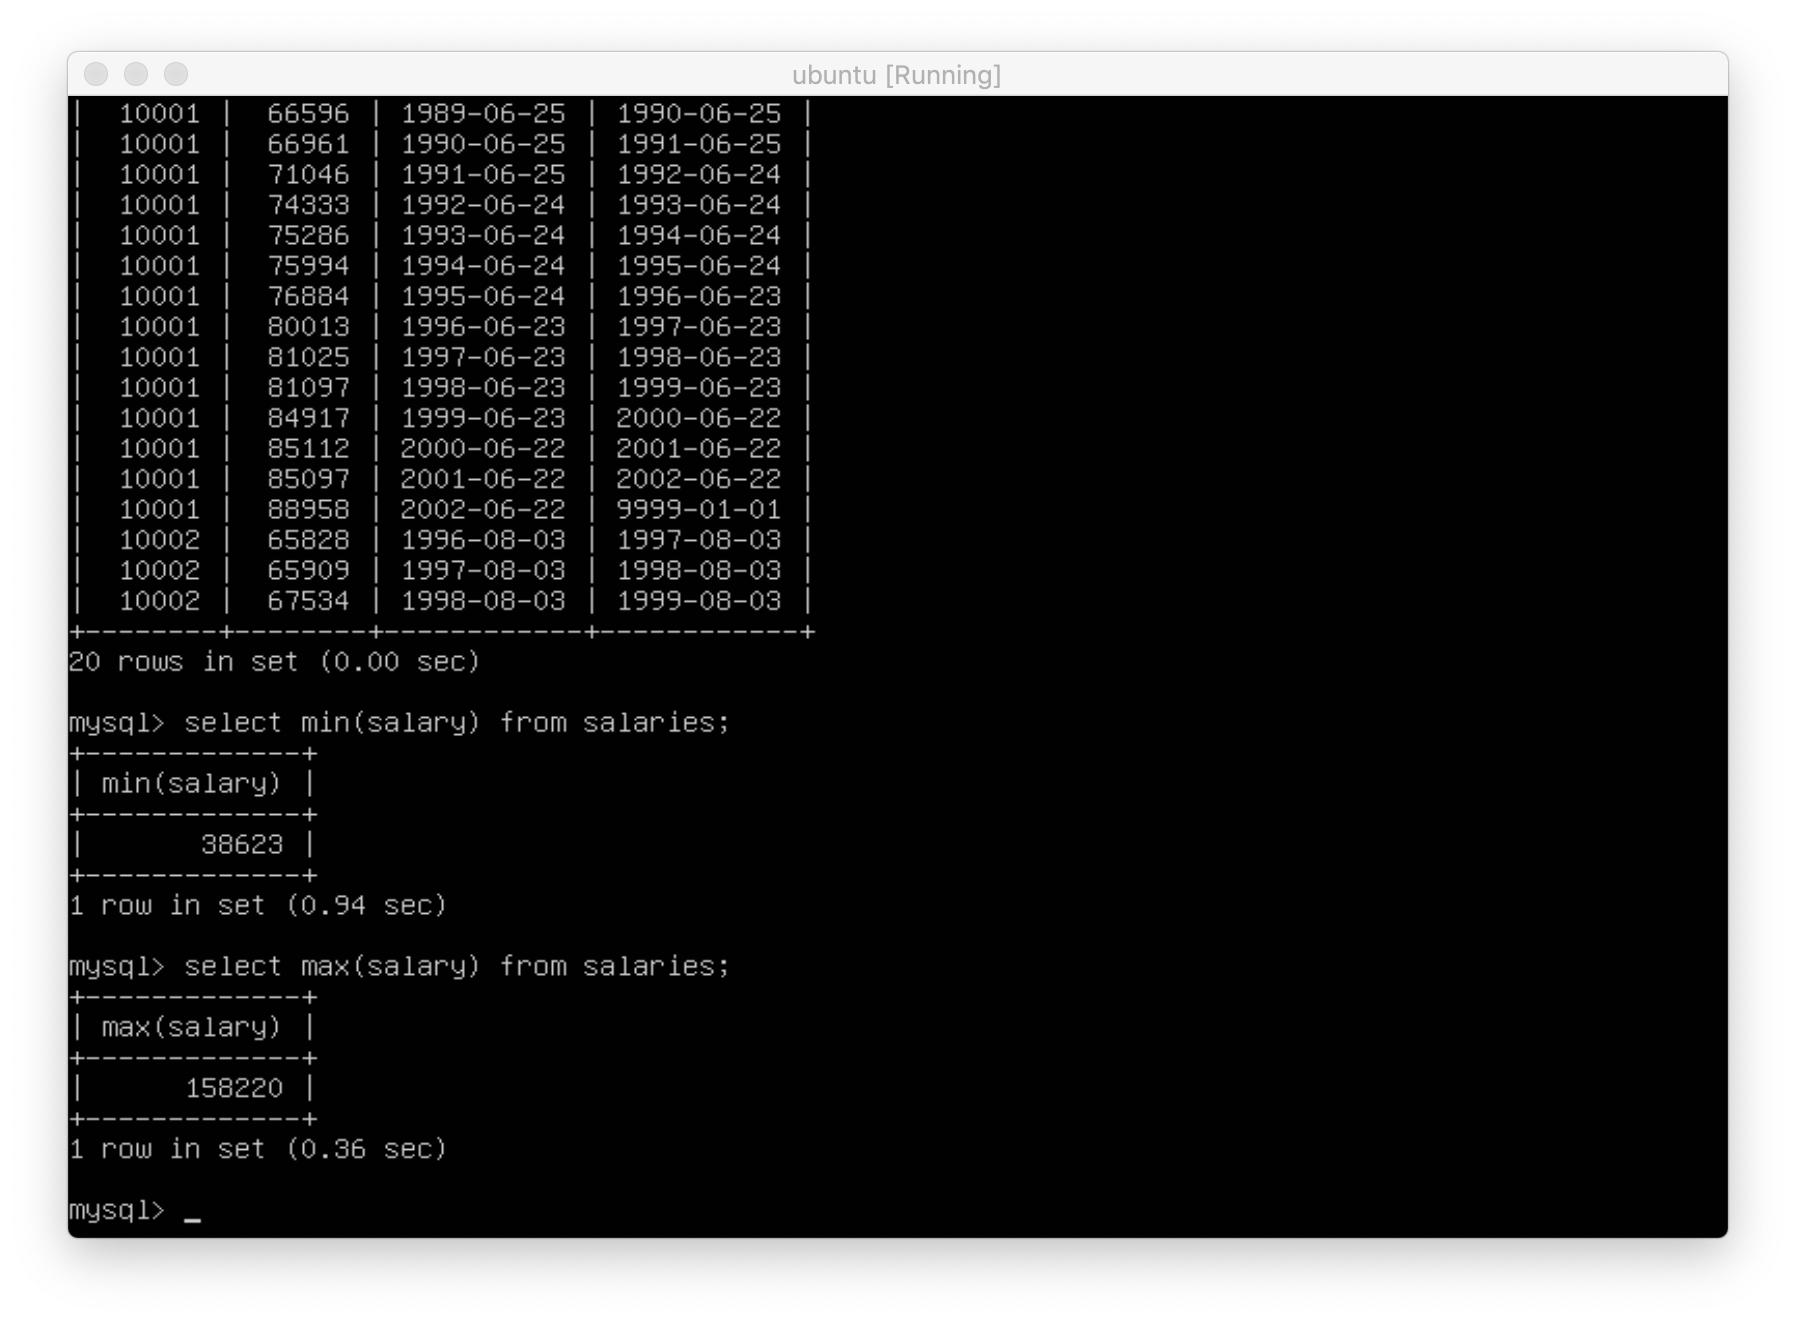 ubuntu [Running]
|  10001 |  66596 | 1989-06-25 | 1990-06-25 |
|  10001 |  66961 | 1990-06-25 | 1991-06-25 |
|  10001 |  71046 | 1991-06-25 | 1992-06-24 |
|  10001 |  74333 | 1992-06-24 | 1993-06-24 |
|  10001 |  75286 | 1993-06-24 | 1994-06-24 |
|  10001 |  75994 | 1994-06-24 | 1995-06-24 |
|  10001 |  76884 | 1995-06-24 | 1996-06-23 |
|  10001 |  80013 | 1996-06-23 | 1997-06-23 |
|  10001 |  81025 | 1997-06-23 | 1998-06-23 |
|  10001 |  81097 | 1998-06-23 | 1999-06-23 |
|  10001 |  84917 | 1999-06-23 | 2000-06-22 |
|  10001 |  85112 | 2000-06-22 | 2001-06-22 |
|  10001 |  85097 | 2001-06-22 | 2002-06-22 |
|  10001 |  88958 | 2002-06-22 | 9999-01-01 |
|  10002 |  65828 | 1996-08-03 | 1997-08-03 |
|  10002 |  65909 | 1997-08-03 | 1998-08-03 |
|  10002 |  67534 | 1998-08-03 | 1999-08-03 |
+--------+--------+------------+------------+
20 rows in set (0.00 sec)
mysql> select min(salary) from salaries;
+-------------+
| min(salary) |
+-------------+
|       38623 |
+-------------+
1 row in set (0.94 sec)
mysql> select max(salary) from salaries;
+-------------+
| max(salary) |
+-------------+
|      158220 |
+-------------+
1 row in set (0.36 sec)
mysql> _